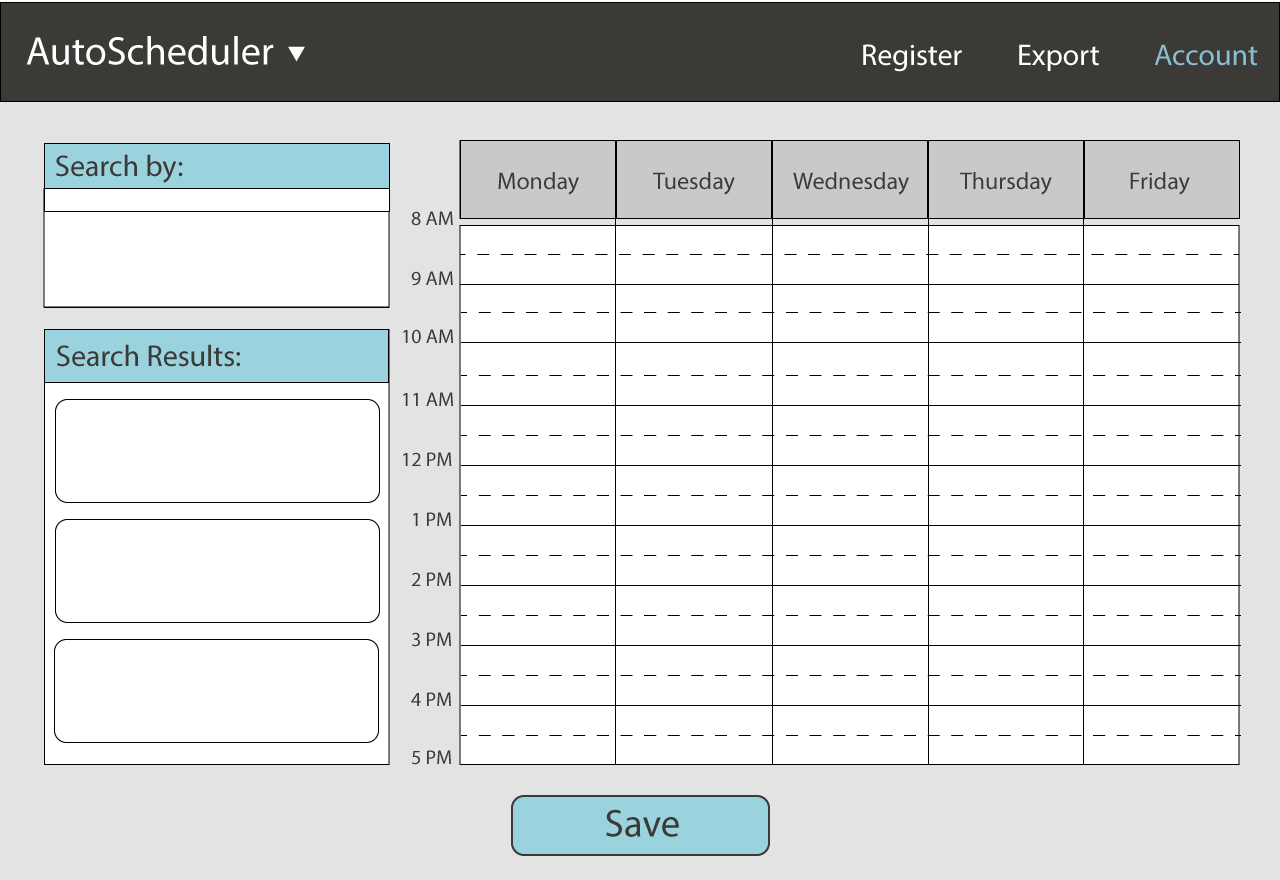 AutoScheduler ▼
Register Export Account
Search by:
Search Results:
Monday Tuesday Wednesday Thursday Friday
8 AM
9 AM
10 AM
11 AM
12 PM
1 PM
2 PM
3 PM
4 PM
5 PM
Save